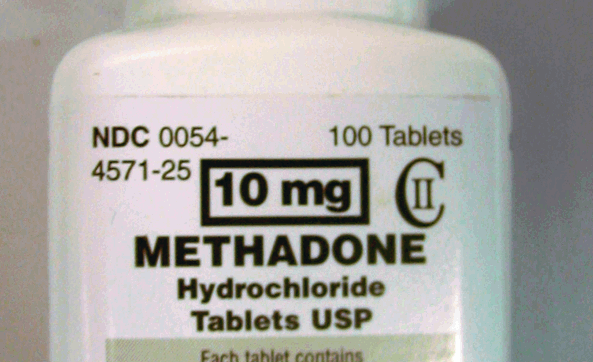 NDC 0054- 100 Tablets
4571-25
10 mg CII
METHADONE
Hydrochloride
Tablets USP
Each tablet contains